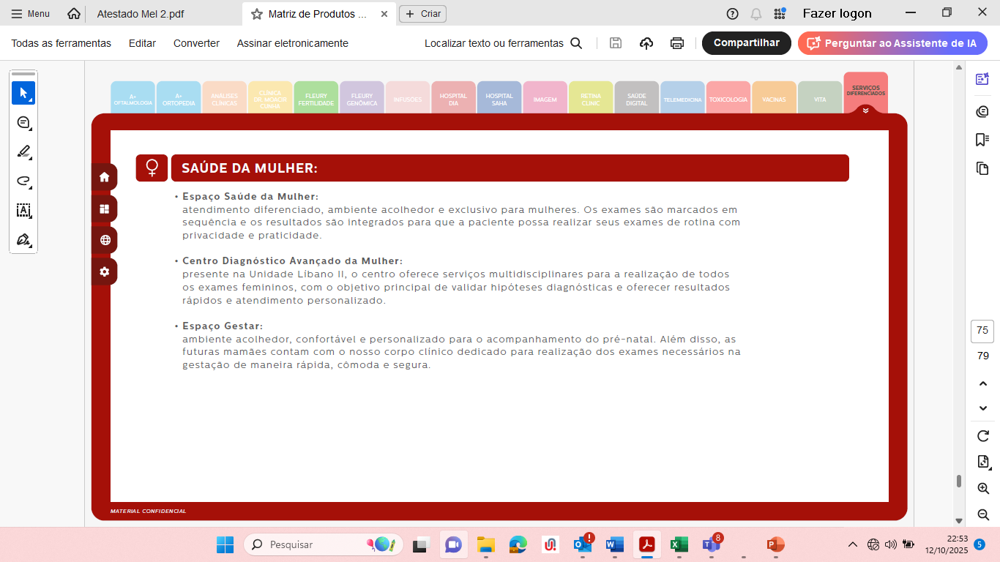 Menu
Atestado Mel 2.pdf
Matriz de Produtos ...
Criar
Fazer logon
Todas as ferramentas
Editar
Converter
Assinar eletronicamente
Localizar texto ou ferramentas
Compartilhar
Perguntar ao Assistente de IA
A+
OFTALMOLOGIA
A+
ORTOPEDIA
ANÁLISES
CLÍNICAS
CLÍNICA
DR. MOACIR
CUNHA
FLEURY
FERTILIDADE
FLEURY
GENÔMICA
INFUSÕES
HOSPITAL
DIA
HOSPITAL
SAHA
IMAGEM
RETINA
CLINIC
SAÚDE
DIGITAL
TELEMEDICINA
TOXICOLOGIA
VACINAS
VITA
SERVIÇOS
DIFERENCIADOS
SAÚDE DA MULHER:
• Espaço Saúde da Mulher:
atendimento diferenciado, ambiente acolhedor e exclusivo para mulheres. Os exames são marcados em
sequência e os resultados são integrados para que a paciente possa realizar seus exames de rotina com
privacidade e praticidade.
• Centro Diagnóstico Avançado da Mulher:
presente na Unidade Líbano II, o centro oferece serviços multidisciplinares para a realização de todos
os exames femininos, com o objetivo principal de validar hipóteses diagnósticas e oferecer resultados
rápidos e atendimento personalizado.
• Espaço Gestar:
ambiente acolhedor, confortável e personalizado para o acompanhamento do pré-natal. Além disso, as
futuras mamães contam com o nosso corpo clínico dedicado para realização dos exames necessários na
gestação de maneira rápida, cômoda e segura.
75
79
MATERIAL CONFIDENCIAL
Pesquisar
8
22:53
12/10/2025
5